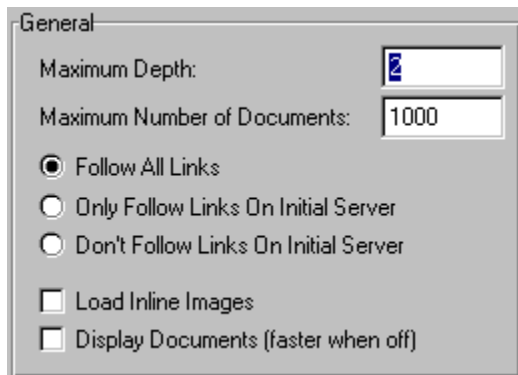 General
Maximum Depth: 2
Maximum Number of Documents: 1000
Follow All Links
Only Follow Links On Initial Server
Don't Follow Links On Initial Server
Load Inline Images
Display Documents (faster when off)